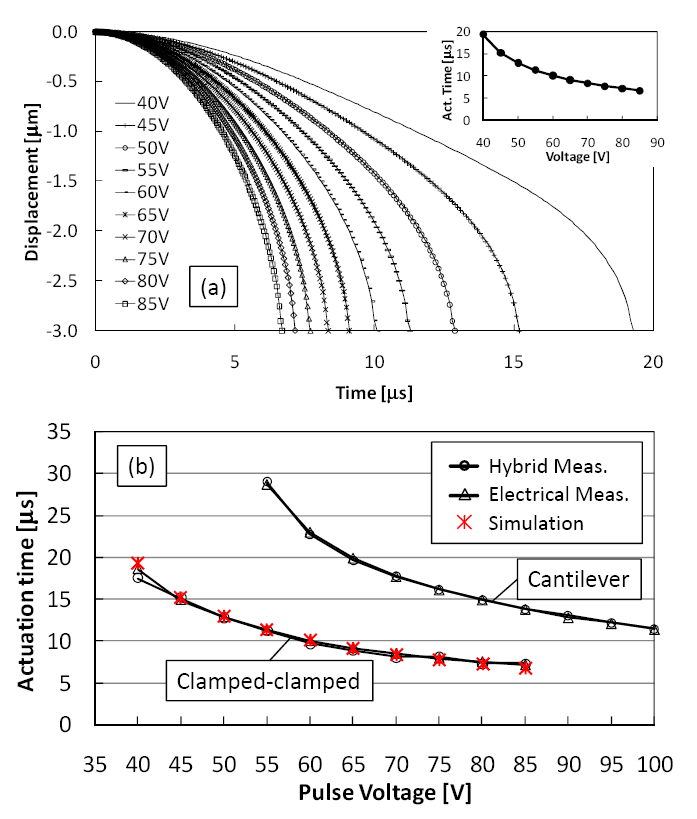 0.0
-0.5
-1.0
-1.5
-2.0
-2.5
-3.0
Displacement [μm]
40V
45V
50V
55V
60V
65V
70V
75V
80V
85V
(a)
0 5 10 15 20
Time [μs]
20
15
10
5
0
Act. Time [μs]
40 50 60 70 80 90
Voltage [V]
35
30
25
20
15
10
5
0
Actuation time [μs]
(b)
Hybrid Meas.
Electrical Meas.
Simulation
Cantilever
Clamped-clamped
35 40 45 50 55 60 65 70 75 80 85 90 95 100
Pulse Voltage [V]